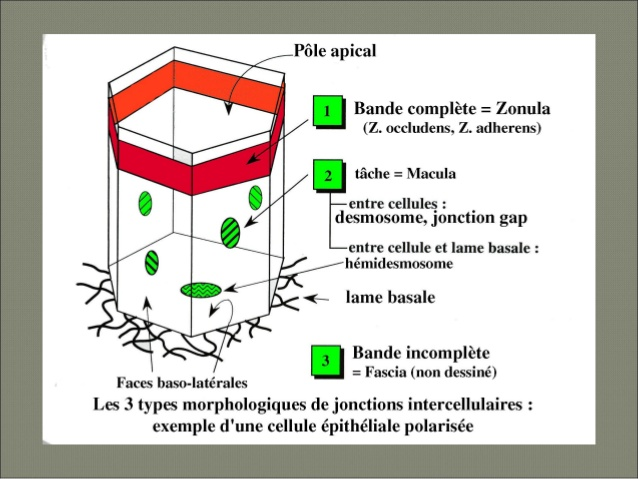 Pôle apical
1 Bande complète = Zonula
(Z. occludens, Z. adherens)
2 tâche = Macula
entre cellules :
desmosome, jonction gap
entre cellule et lame basale :
hémidesmosome
lame basale
3 Bande incomplète
= Fascia (non dessiné)
Faces baso-latérales
Les 3 types morphologiques de jonctions intercellulaires :
exemple d'une cellule épithéliale polarisée